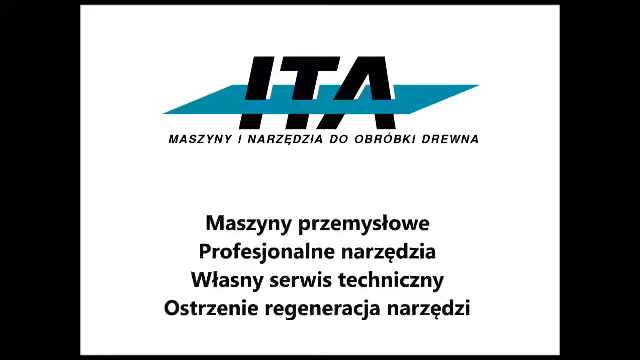 ITA
MASZYNY I NARZĘDZIA DO OBRÓBKI DREWNA
Maszyny przemysłowe
Profesjonalne narzędzia
Własny serwis techniczny
Ostrzenie regeneracja narzędzi